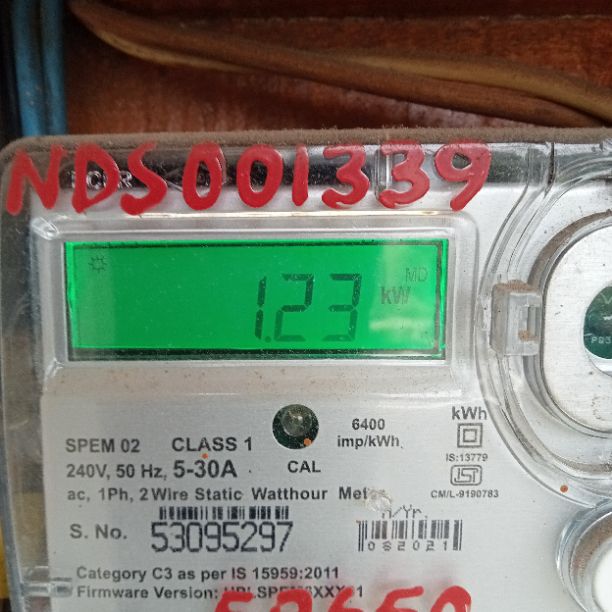 NDS001339
MD
1.23 kW
6400
imp/kWh
kWh
SPEM 02 CLASS 1
240V, 50 Hz, 5-30A
CAL
IS:13779
CM/L-9190783
ac, 1Ph, 2 Wire Static Watthour Meter
S. No. 53095297
082021
Category C3 as per IS 15959:2011
Firmware Version: